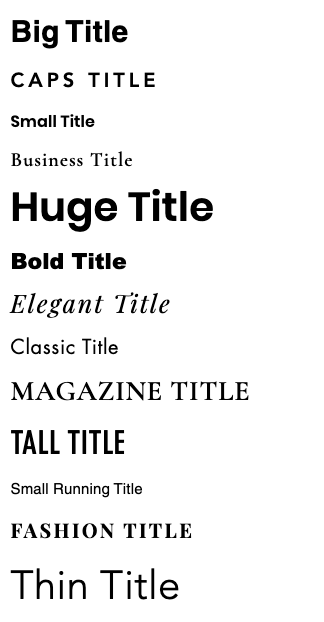 Big Title
CAPS TITLE
Small Title
Business Title
Huge Title
Bold Title
Elegant Title
Classic Title
MAGAZINE TITLE
TALL TITLE
Small Running Title
FASHION TITLE
Thin Title